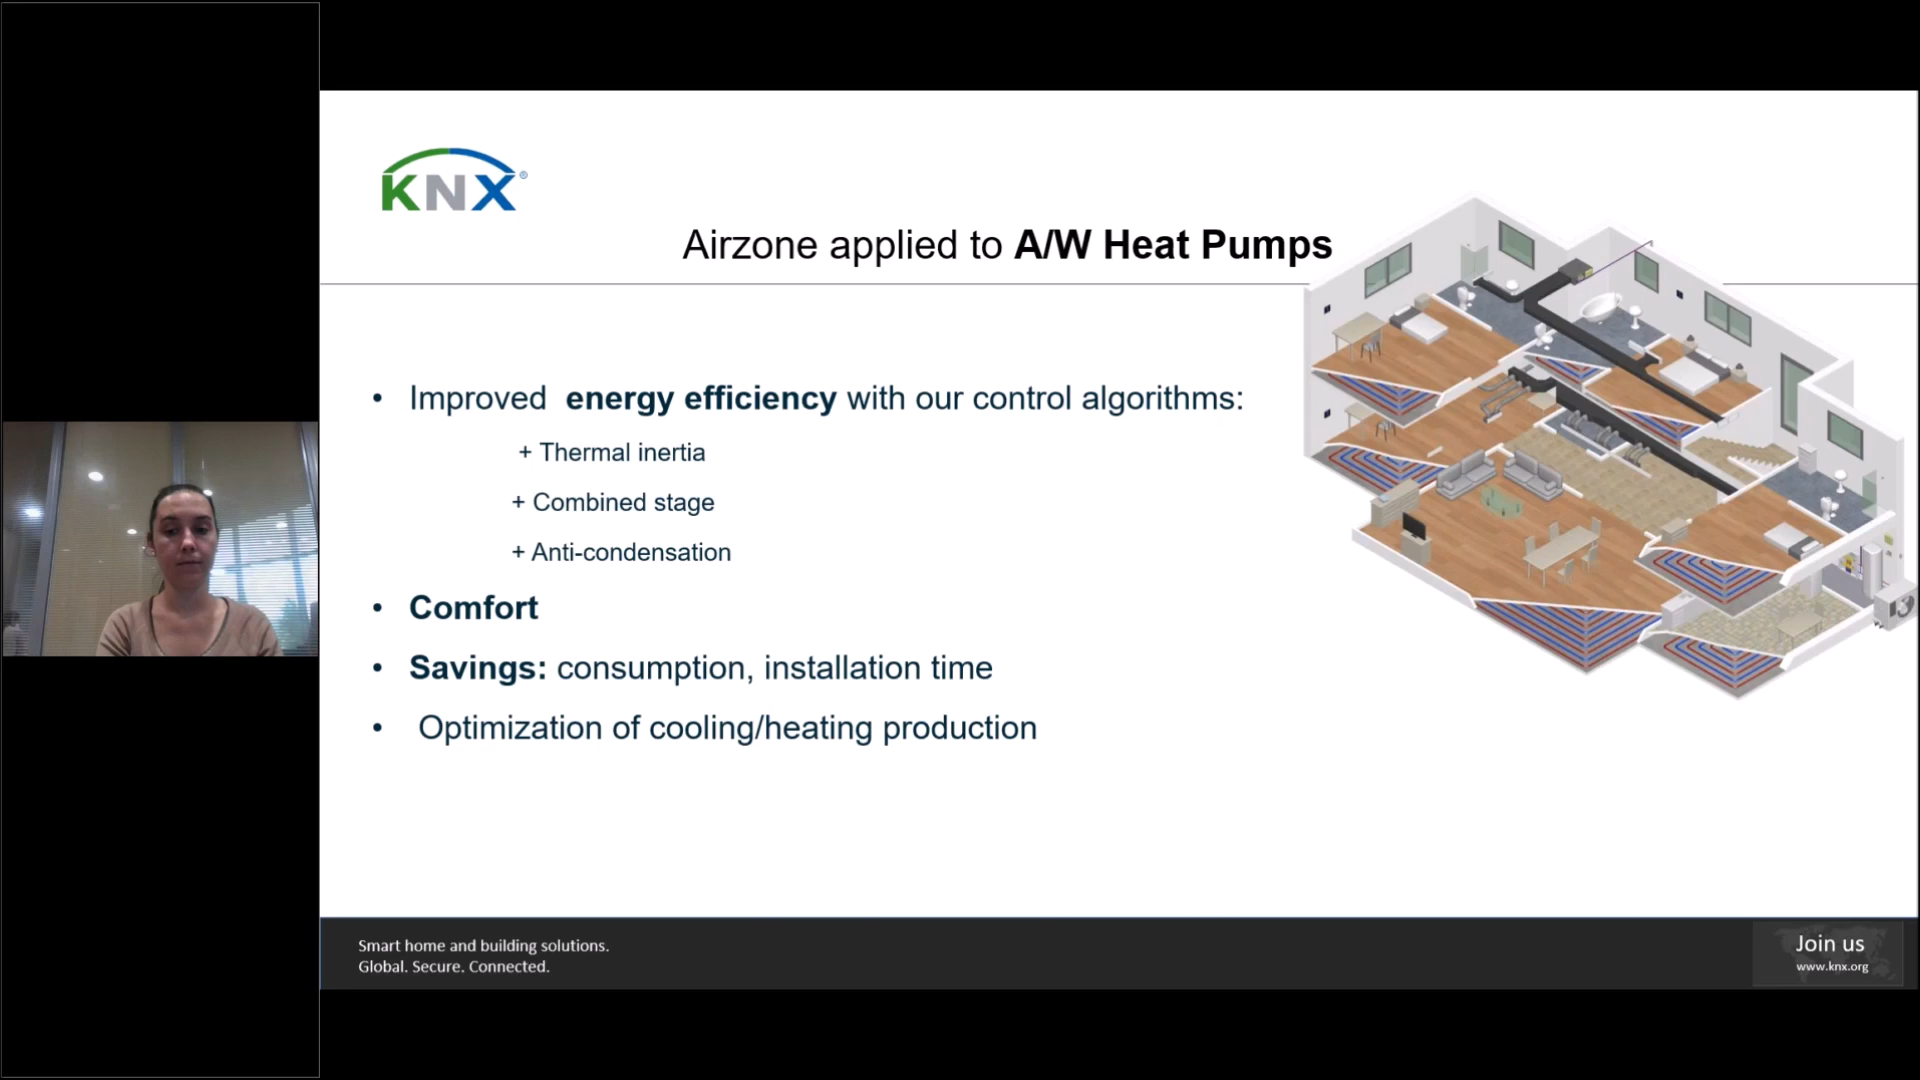 KNX®
Airzone applied to A/W Heat Pumps
• Improved energy efficiency with our control algorithms:
+ Thermal inertia
+ Combined stage
+ Anti-condensation
• Comfort
• Savings: consumption, installation time
• Optimization of cooling/heating production
Smart home and building solutions.
Global. Secure. Connected.
Join us
www.knx.org